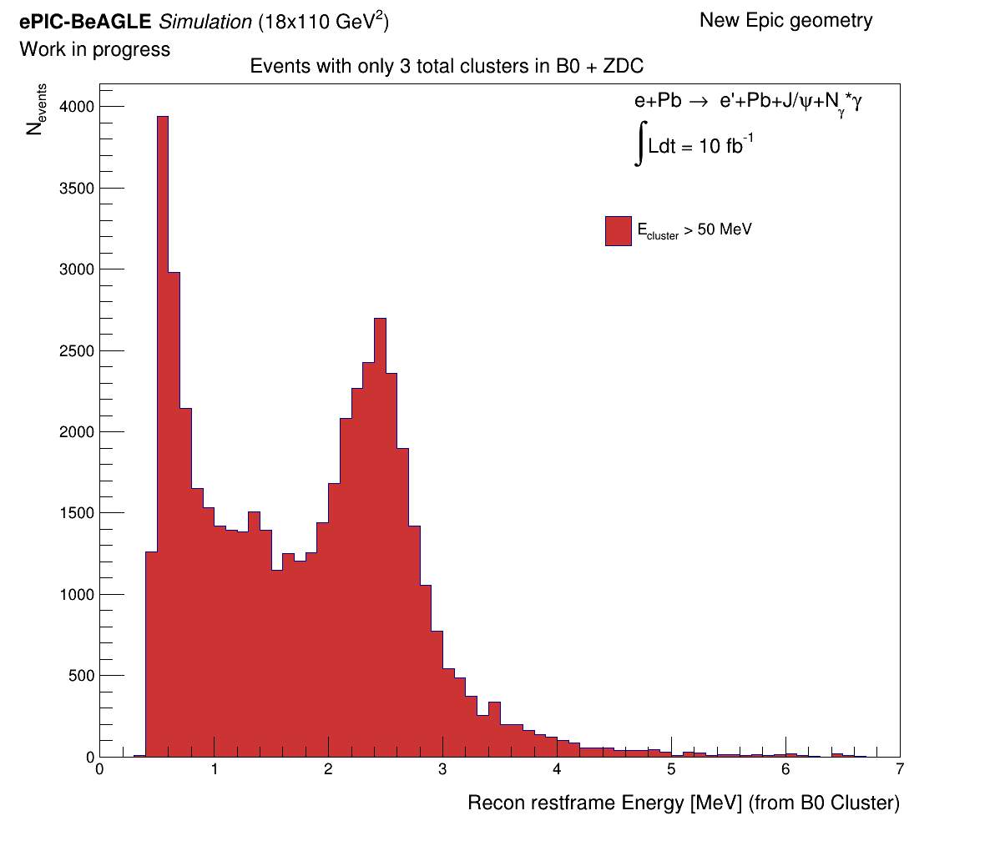 ePIC-BeAGLE Simulation (18x110 GeV²)
New Epic geometry
Work in progress
Events with only 3 total clusters in B0 + ZDC
N_events
e+Pb → e'+Pb+J/ψ+N_γ*γ
∫Ldt = 10 fb⁻¹
E_cluster > 50 MeV
4000
3500
3000
2500
2000
1500
1000
500
0
0 1 2 3 4 5 6 7
Recon restframe Energy [MeV] (from B0 Cluster)